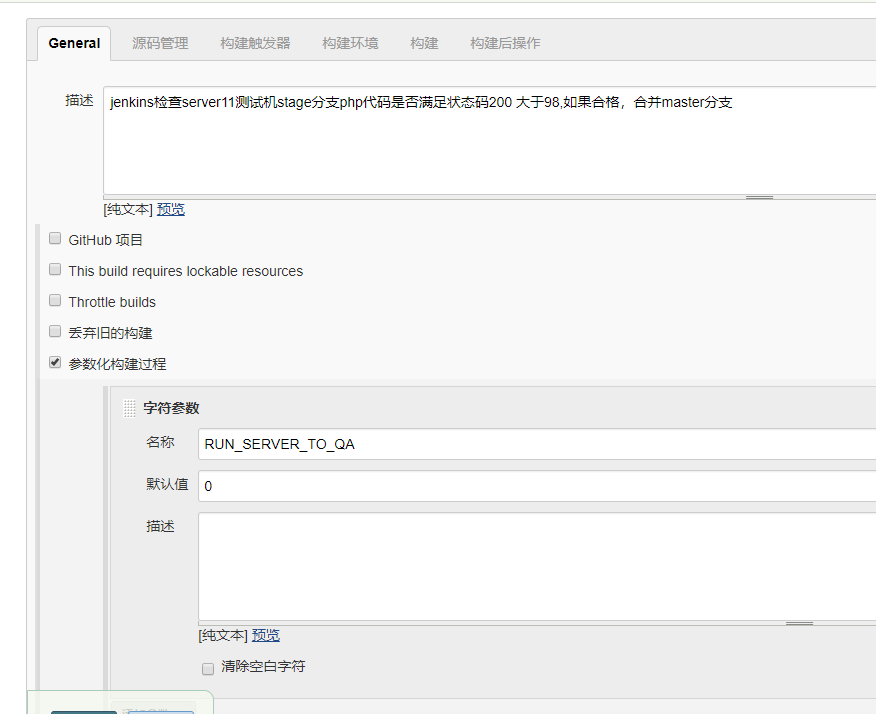 General 源码管理 构建触发器 构建环境 构建 构建后操作
描述 jenkins检查server11测试机stage分支php代码是否满足状态码200 大于98,如果合格，合并master分支
[纯文本] 预览
GitHub 项目
This build requires lockable resources
Throttle builds
丢弃旧的构建
参数化构建过程
字符参数
名称 RUN_SERVER_TO_QA
默认值 0
描述
[纯文本] 预览
清除空白字符